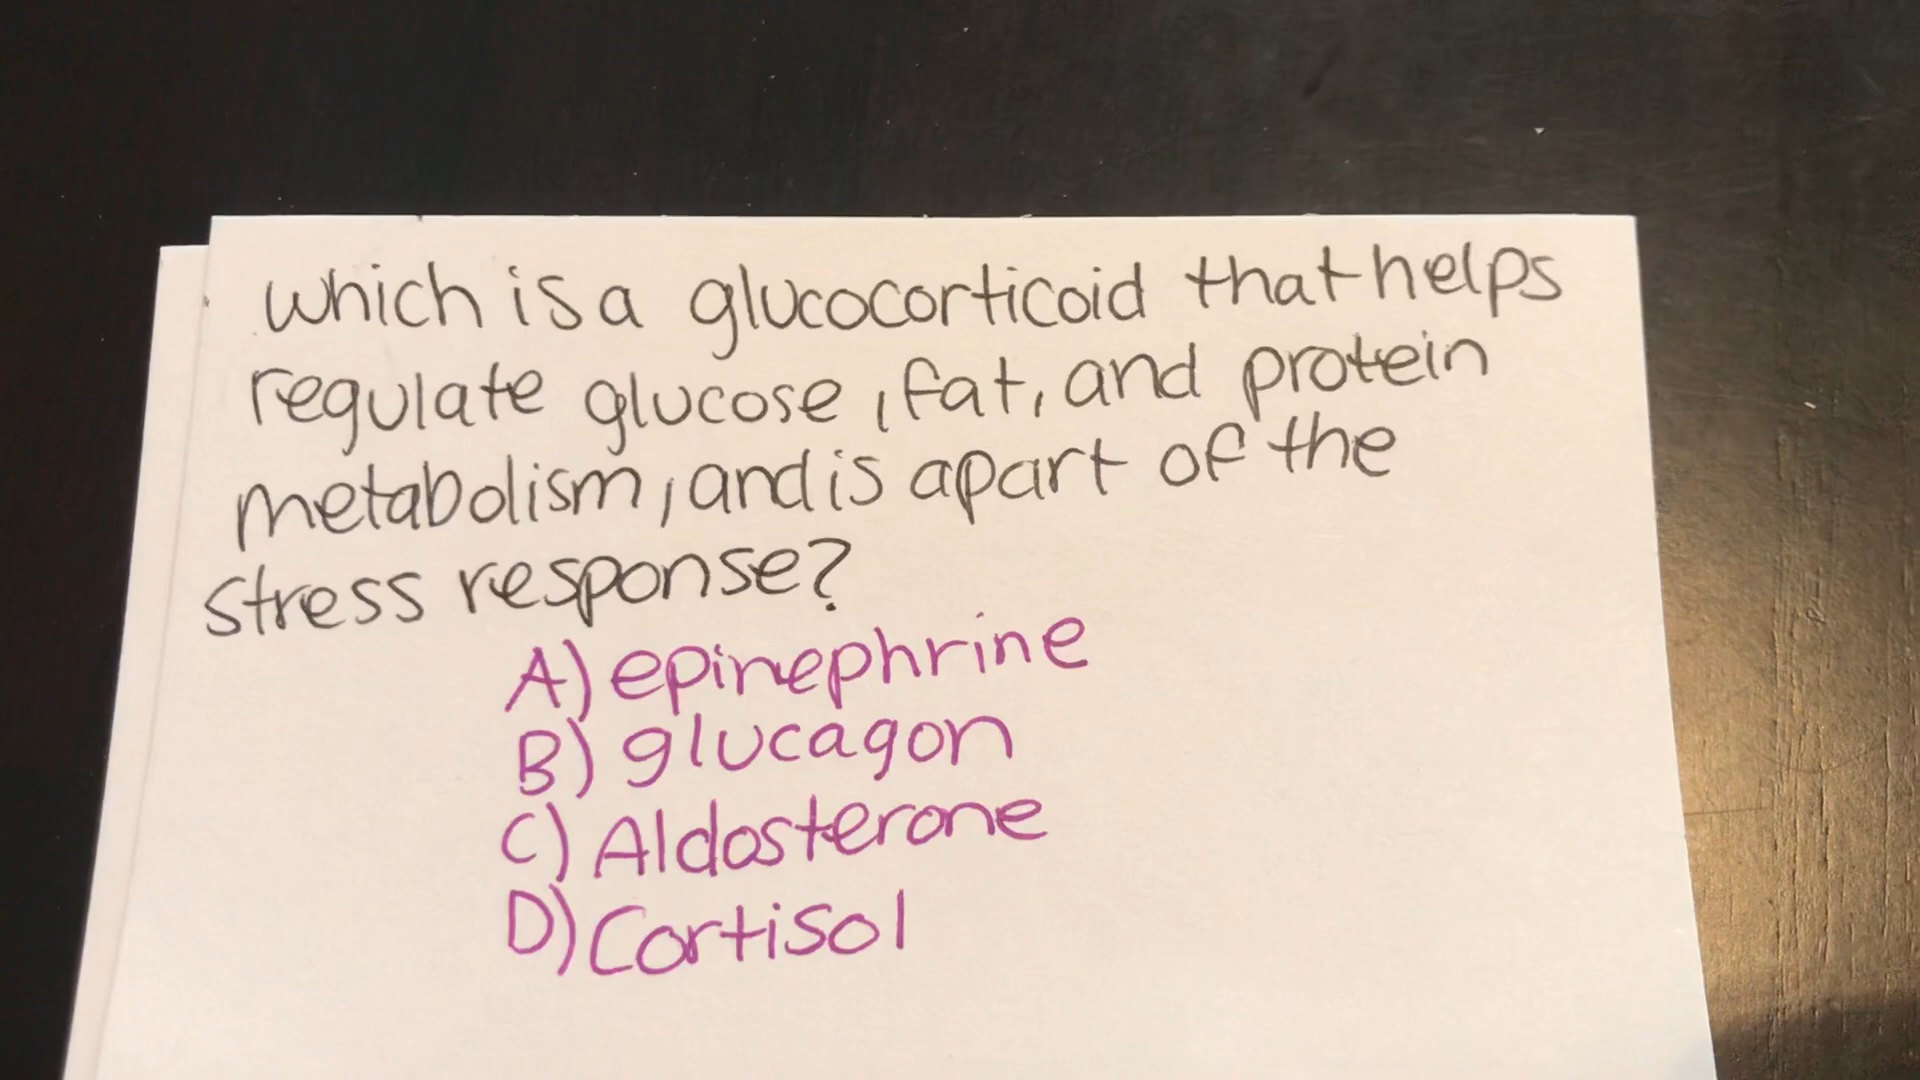 which is a glucocorticoid that helps
regulate glucose, fat, and protein
metabolism, and is apart of the
stress response?
A) epinephrine
B) glucagon
C) Aldosterone
D) Cortisol